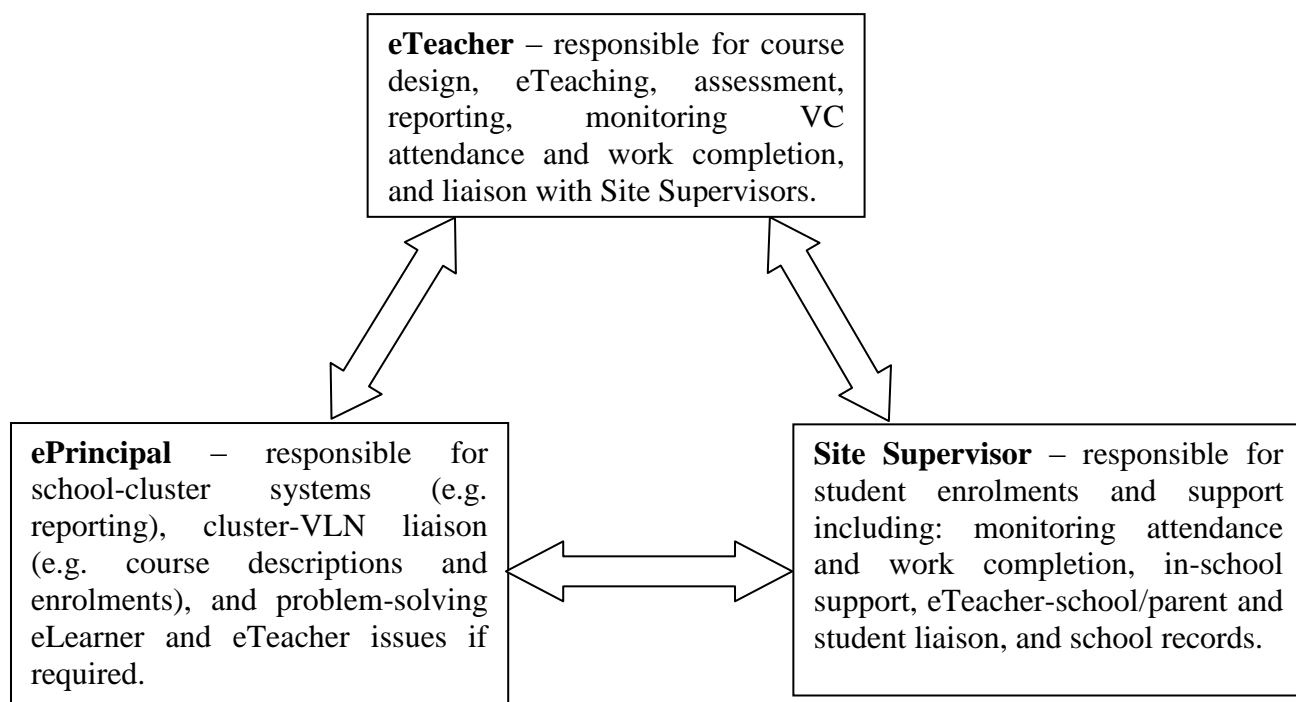 eTeacher – responsible for course
design, eTeaching, assessment,
reporting, monitoring VC
attendance and work completion,
and liaison with Site Supervisors.
ePrincipal – responsible for
school-cluster systems (e.g.
reporting), cluster-VLN liaison
(e.g. course descriptions and
enrolments), and problem-solving
eLearner and eTeacher issues if
required.
Site Supervisor – responsible for
student enrolments and support
including: monitoring attendance
and work completion, in-school
support, eTeacher-school/parent and
student liaison, and school records.